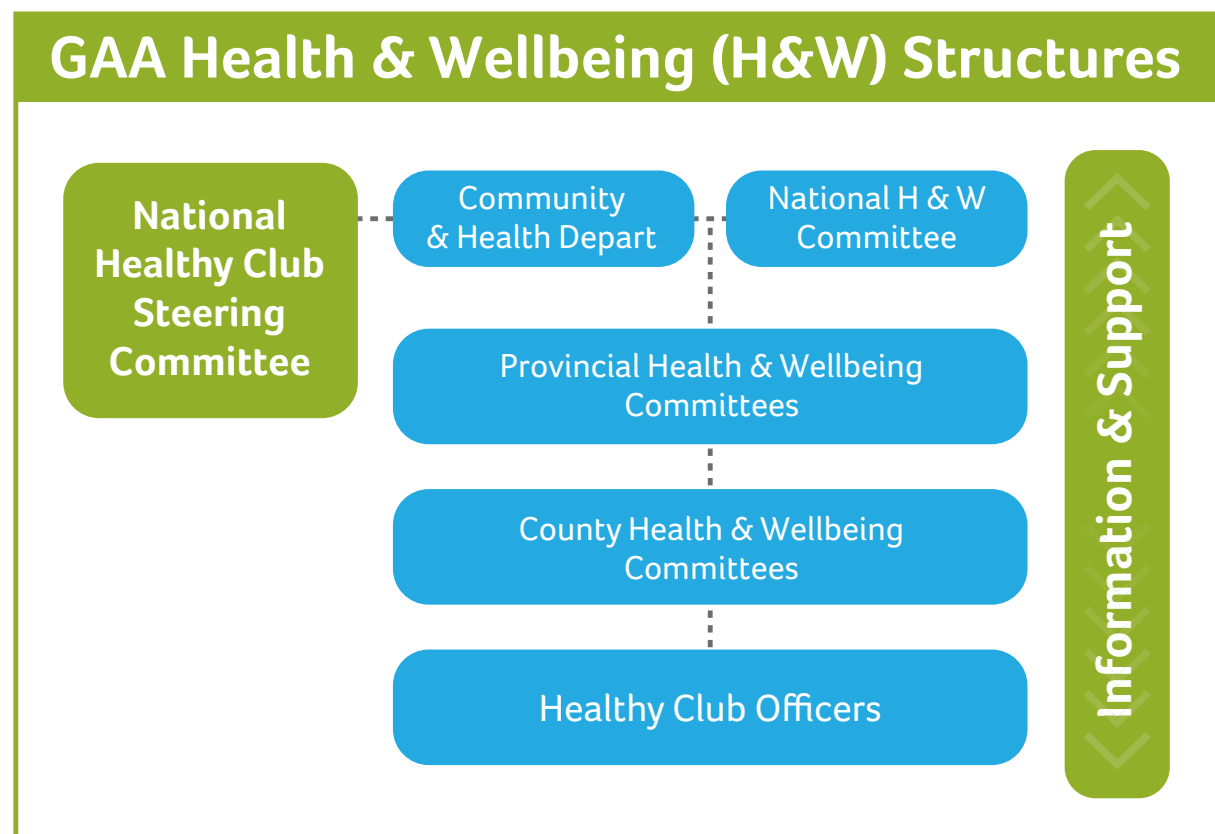 GAA Health & Wellbeing (H&W) Structures
National
Healthy Club
Steering
Committee
Community
& Health Depart
National H & W
Committee
Provincial Health & Wellbeing
Committees
County Health & Wellbeing
Committees
Healthy Club Officers
Information & Support